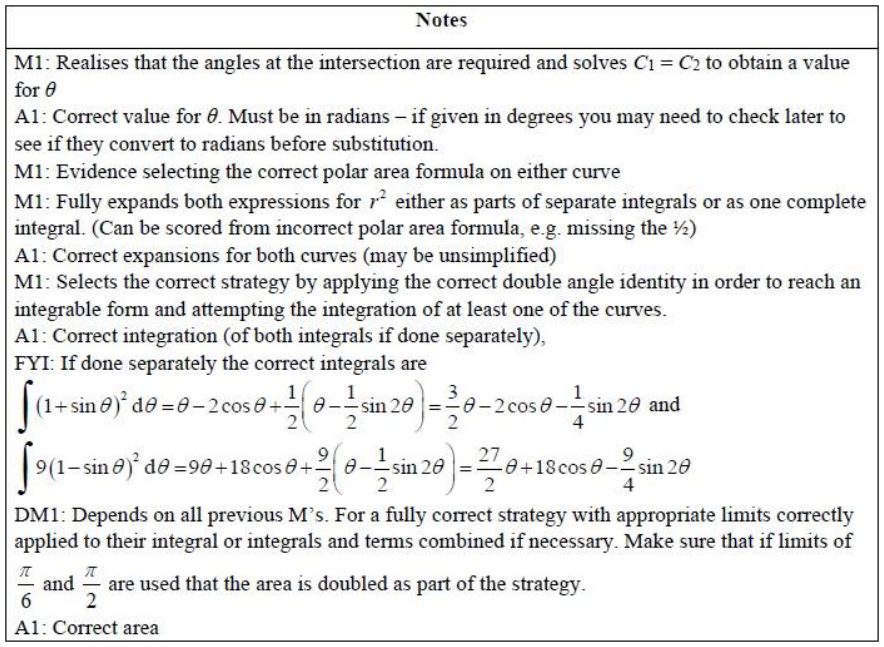 Notes
M1: Realises that the angles at the intersection are required and solves C₁ = C₂ to obtain a value
for θ
A1: Correct value for θ. Must be in radians – if given in degrees you may need to check later to
see if they convert to radians before substitution.
M1: Evidence selecting the correct polar area formula on either curve
M1: Fully expands both expressions for r² either as parts of separate integrals or as one complete
integral. (Can be scored from incorrect polar area formula, e.g. missing the ½)
A1: Correct expansions for both curves (may be unsimplified)
M1: Selects the correct strategy by applying the correct double angle identity in order to reach an
integrable form and attempting the integration of at least one of the curves.
A1: Correct integration (of both integrals if done separately),
FYI: If done separately the correct integrals are
∫(1+sin θ)² dθ = θ−2cos θ+1/2(θ−1/2 sin 2θ) = 3/2 θ−2cos θ−1/4 sin 2θ and
∫9(1−sin θ)² dθ = 9θ+18cos θ+9/2(θ−1/2 sin 2θ) = 27/2 θ+18cos θ−9/4 sin 2θ
DM1: Depends on all previous M's. For a fully correct strategy with appropriate limits correctly
applied to their integral or integrals and terms combined if necessary. Make sure that if limits of
π/6 and π/2 are used that the area is doubled as part of the strategy.
A1: Correct area